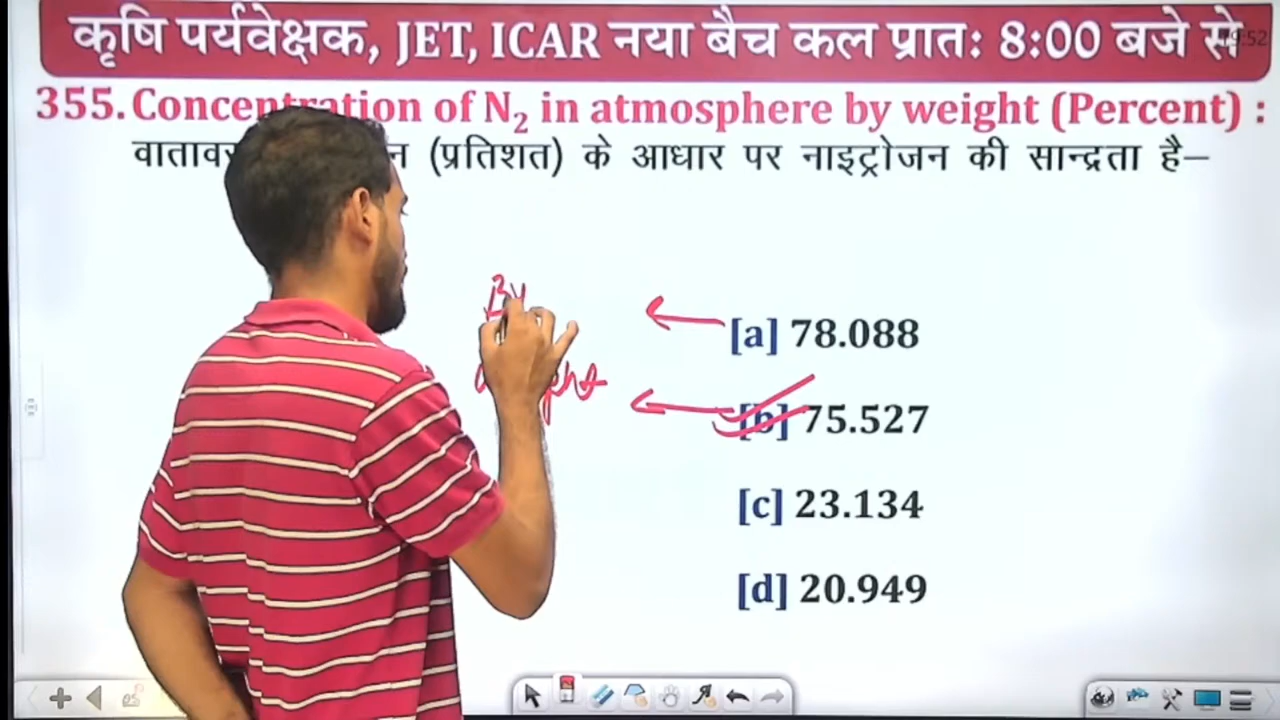 कृषि पर्यवेक्षक, JET, ICAR नया बैच कल प्रातः 8:00 बजे से
355. Concentration of N₂ in atmosphere by weight (Percent) :
(प्रतिशत) के आधार पर नाइट्रोजन की सान्द्रता है–
By
[a] 78.088
[b] 75.527
[c] 23.134
[d] 20.949